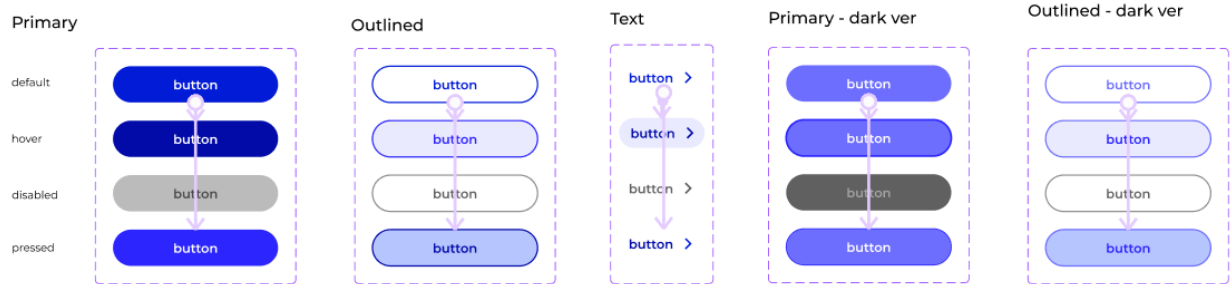 Primary
Outlined
Text
Primary - dark ver
Outlined - dark ver
default
button
button
button
button
button
hover
button
button
button
button
button
disabled
button
button
button
button
button
pressed
button
button
button
button
button